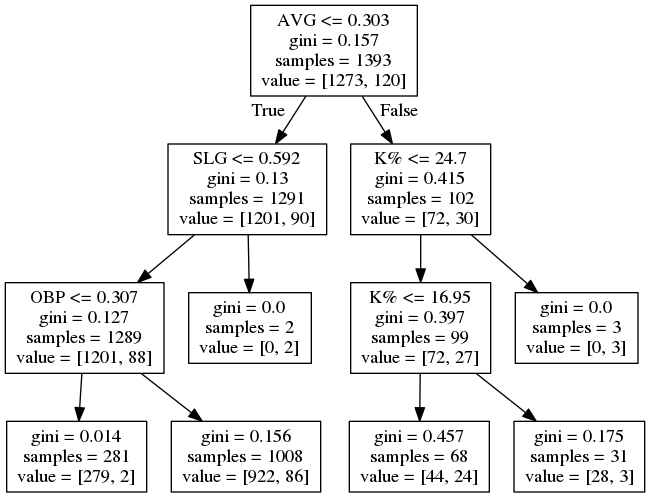 AVG <= 0.303
gini = 0.157
samples = 1393
value = [1273, 120]
True
False
SLG <= 0.592
gini = 0.13
samples = 1291
value = [1201, 90]
K% <= 24.7
gini = 0.415
samples = 102
value = [72, 30]
OBP <= 0.307
gini = 0.127
samples = 1289
value = [1201, 88]
gini = 0.0
samples = 2
value = [0, 2]
K% <= 16.95
gini = 0.397
samples = 99
value = [72, 27]
gini = 0.0
samples = 3
value = [0, 3]
gini = 0.014
samples = 281
value = [279, 2]
gini = 0.156
samples = 1008
value = [922, 86]
gini = 0.457
samples = 68
value = [44, 24]
gini = 0.175
samples = 31
value = [28, 3]